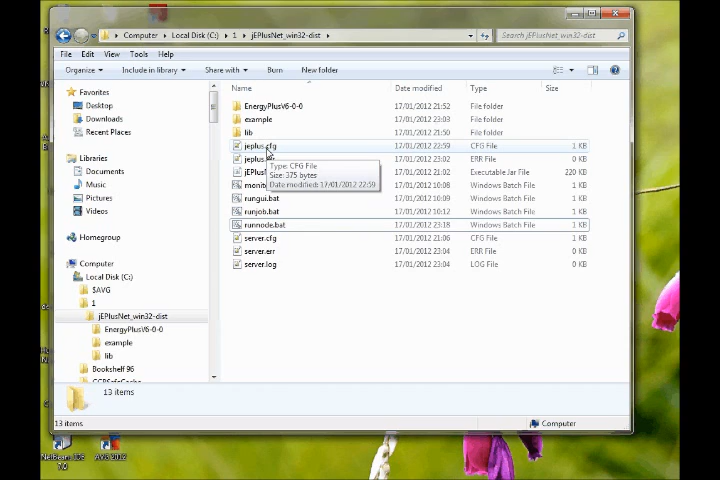 Computer ▸ Local Disk (C:) ▸ 1 ▸ jEPlusNet_win32-dist ▸
Search jEPlusNet_win32-dist
File Edit View Tools Help
Organize Include in library Share with Burn New folder
Name Date modified Type Size
EnergyPlusV6-0-0 17/01/2012 21:52 File folder
example 17/01/2012 23:03 File folder
lib 17/01/2012 21:50 File folder
jeplus.cfg 17/01/2012 22:59 CFG File 1 KB
jeplus.err 17/01/2012 23:02 ERR File 0 KB
17/01/2012 21:02 Executable Jar File 220 KB
17/01/2012 10:08 Windows Batch File 1 KB
rungui.bat 17/01/2012 10:09 Windows Batch File 1 KB
runjob.bat 17/01/2012 10:12 Windows Batch File 1 KB
runnode.bat 17/01/2012 23:18 Windows Batch File 1 KB
server.cfg 17/01/2012 21:06 CFG File 1 KB
server.err 17/01/2012 23:04 ERR File 0 KB
server.log 17/01/2012 23:04 LOG File 0 KB
Type: CFG File
Size: 375 bytes
Date modified: 17/01/2012 22:59
Favorites
Desktop
Downloads
Recent Places
Libraries
Documents
Music
Pictures
Videos
Homegroup
Computer
Local Disk (C:)
$AVG
1
jEPlusNet_win32-dist
EnergyPlusV6-0-0
example
lib
Bookshelf 96
13 items
13 items
Computer
NetBeans IDE
7.0
AVG 2012